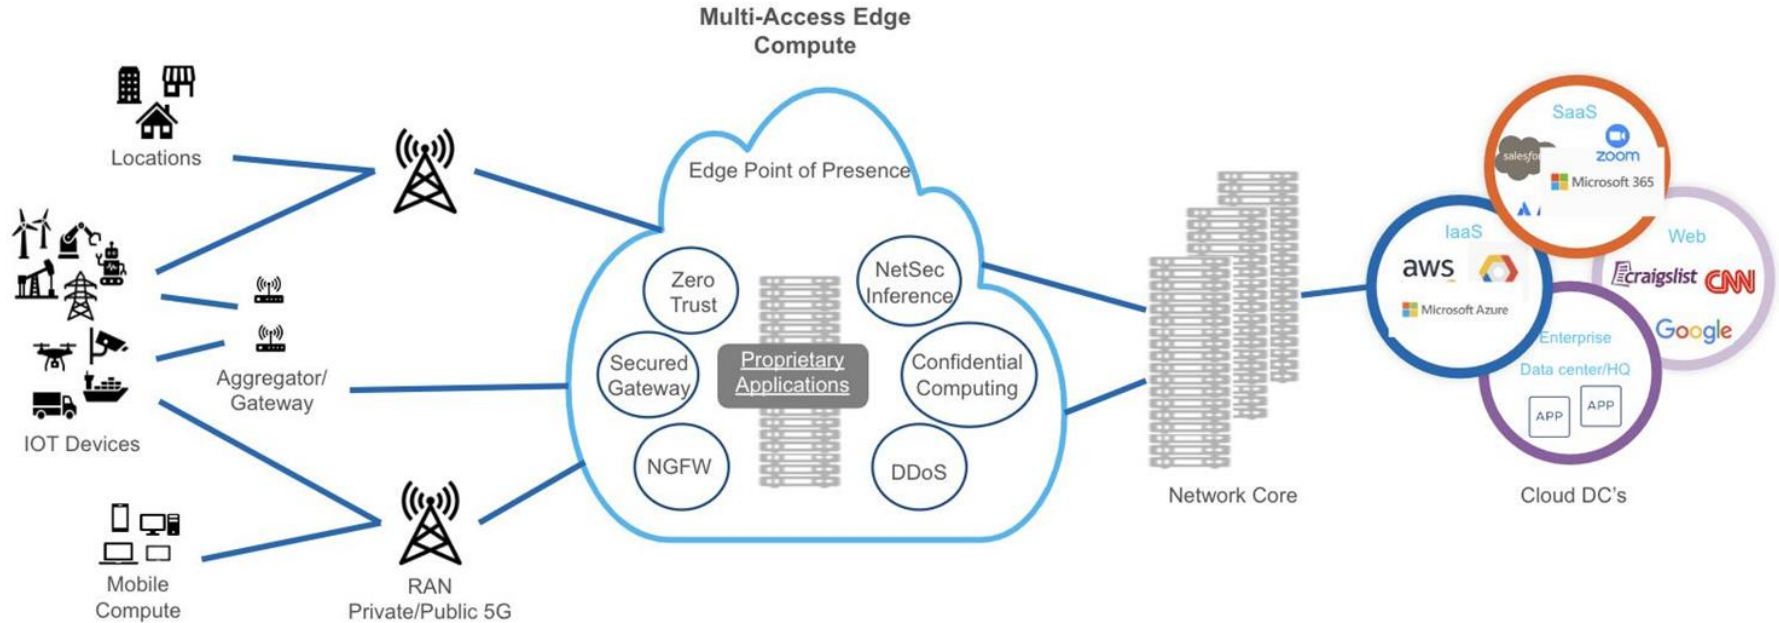 Multi-Access Edge
Compute
Locations
IOT Devices
Aggregator/
Gateway
Mobile
Compute
RAN
Private/Public 5G
Edge Point of Presence
Zero
Trust
Secured
Gateway
NGFW
Proprietary
Applications
NetSec
Inference
Confidential
Computing
DDoS
Network Core
SaaS
zoom
Microsoft 365
IaaS
aws
Microsoft Azure
Web
craigslist
CNN
Google
Enterprise
Data center/HQ
APP
APP
Cloud DC's